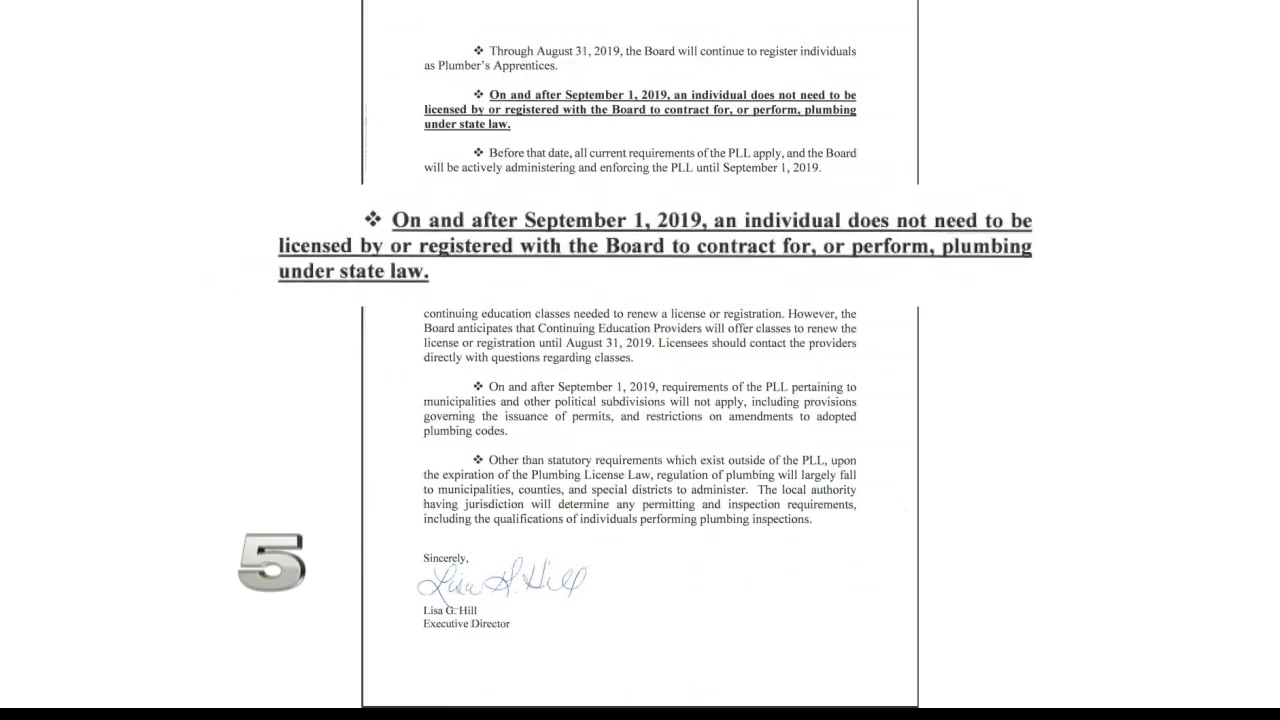 ❖ Through August 31, 2019, the Board will continue to register individuals
as Plumber's Apprentices.
❖ On and after September 1, 2019, an individual does not need to be
licensed by or registered with the Board to contract for, or perform, plumbing
under state law.
❖ Before that date, all current requirements of the PLL apply, and the Board
will be actively administering and enforcing the PLL until September 1, 2019.
❖ On and after September 1, 2019, an individual does not need to be
licensed by or registered with the Board to contract for, or perform, plumbing
under state law.
continuing education classes needed to renew a license or registration. However, the
Board anticipates that Continuing Education Providers will offer classes to renew the
license or registration until August 31, 2019. Licensees should contact the providers
directly with questions regarding classes.
❖ On and after September 1, 2019, requirements of the PLL pertaining to
municipalities and other political subdivisions will not apply, including provisions
governing the issuance of permits, and restrictions on amendments to adopted
plumbing codes.
❖ Other than statutory requirements which exist outside of the PLL, upon
the expiration of the Plumbing License Law, regulation of plumbing will largely fall
to municipalities, counties, and special districts to administer. The local authority
having jurisdiction will determine any permitting and inspection requirements,
including the qualifications of individuals performing plumbing inspections.
5
Sincerely,
Lisa G. Hill
Lisa G. Hill
Executive Director